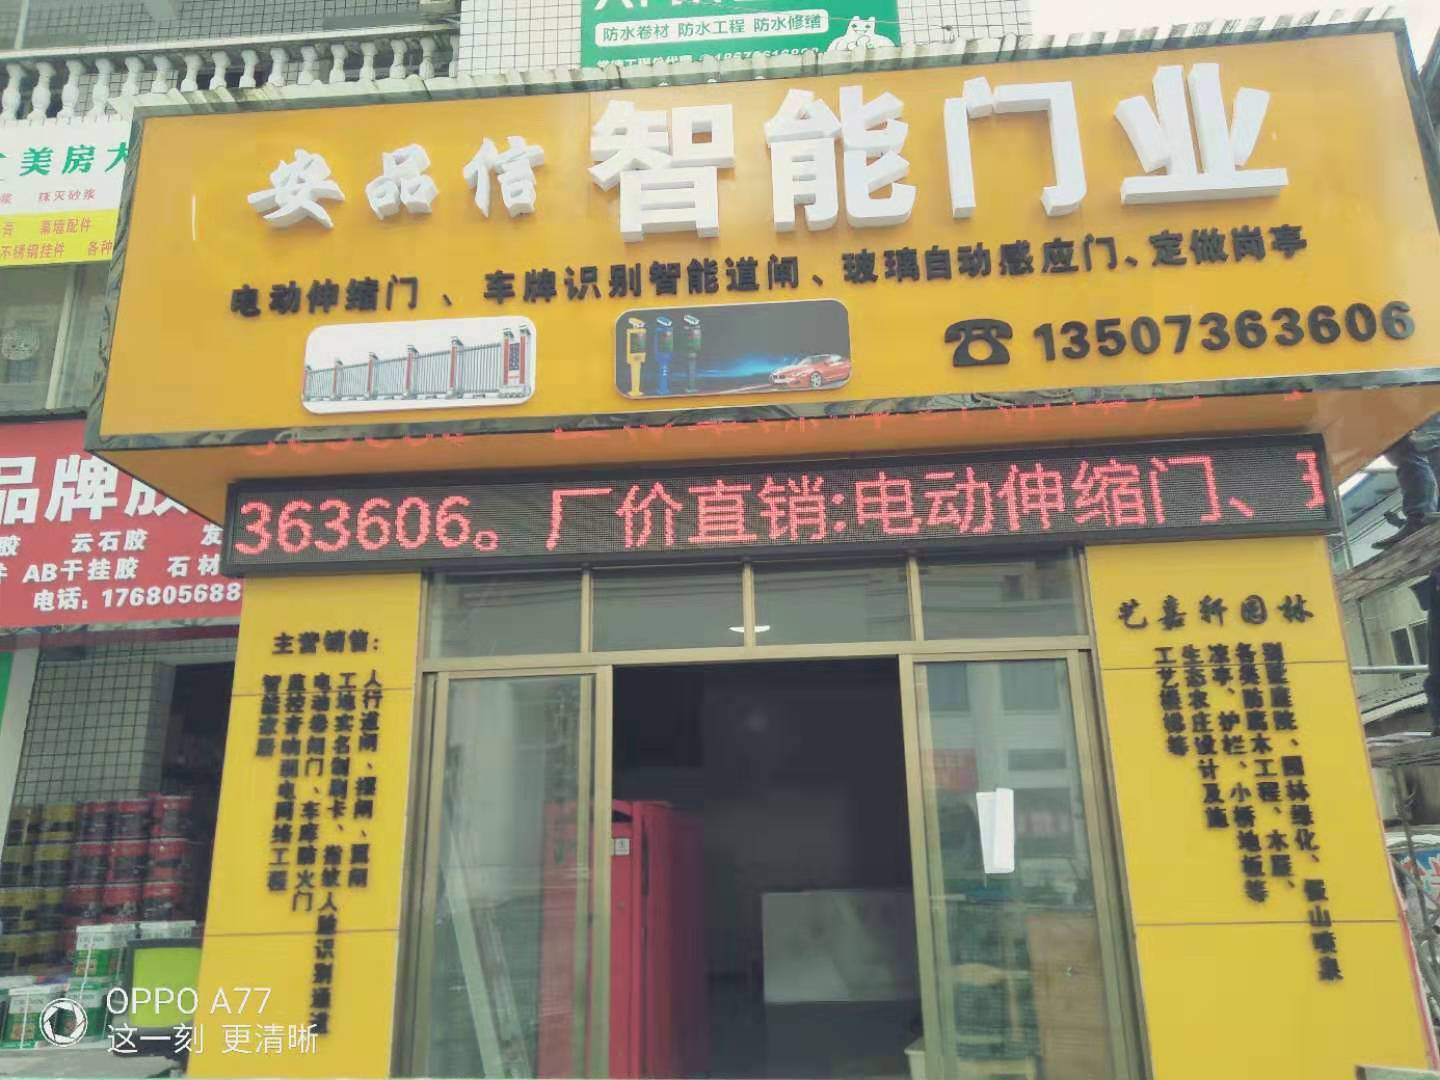 防水卷材 防水工程 防水修缮
美房大
抹灰砂浆
幕墙配件
不锈钢挂件 各种
安品信 智能门业
电动伸缩门、车牌识别智能道闸、玻璃自动感应门、定做岗亭
☎13507363606
363606。厂价直销:电动伸缩门、
品牌胶
胶 云石胶 发
AB干挂胶 石材
电话:176805688
主营销售:
人行道闸、摆闸、翼闸
工地实名制刷卡、指纹人脸识别通道
电动卷闸门、车库防火门
监控音响弱电网络工程
智能家居
艺嘉轩园林
别墅庭院、园林绿化、假山喷泉
各类防腐木工程、木屋、
凉亭、护栏、小桥地板等
生态农庄设计及施
工艺楼梯等
OPPO A77
这一刻 更清晰